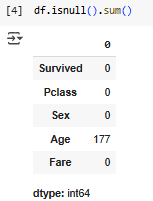 [4] df.isnull().sum()
0
Survived 0
Pclass 0
Sex 0
Age 177
Fare 0
dtype: int64